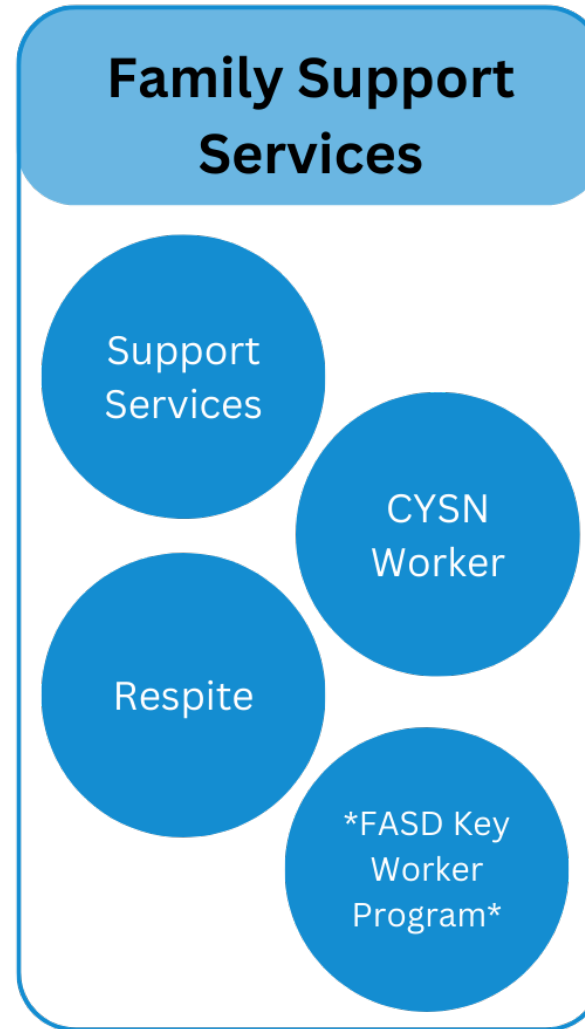 Family Support
Services
Support
Services
CYSN
Worker
Respite
*FASD Key
Worker
Program*